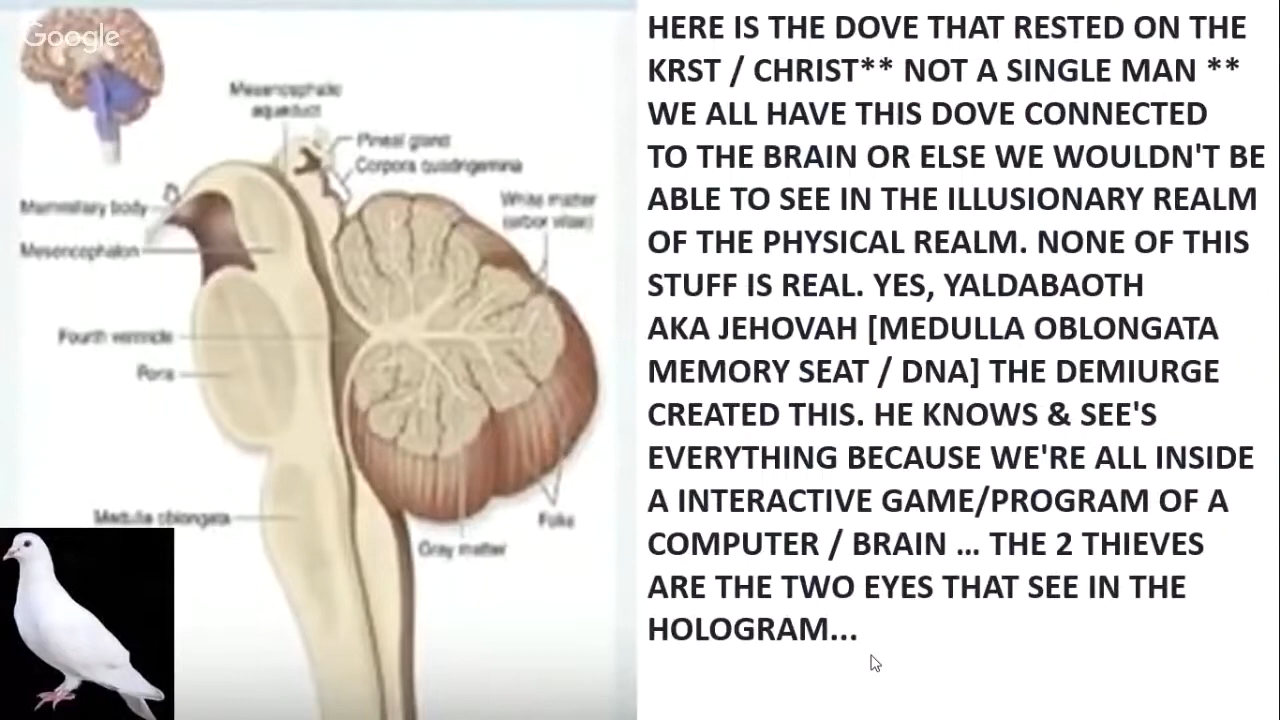 Google
Mesencephalic
aqueduct
Pineal gland
Corpora quadrigemina
White matter
(arbor vitae)
Mammillary body
Mesencephalon
Fourth ventricle
Pons
Medulla oblongata
Gray matter
Folia
HERE IS THE DOVE THAT RESTED ON THE
KRST / CHRIST** NOT A SINGLE MAN **
WE ALL HAVE THIS DOVE CONNECTED
TO THE BRAIN OR ELSE WE WOULDN'T BE
ABLE TO SEE IN THE ILLUSIONARY REALM
OF THE PHYSICAL REALM. NONE OF THIS
STUFF IS REAL. YES, YALDABAOTH
AKA JEHOVAH [MEDULLA OBLONGATA
MEMORY SEAT / DNA] THE DEMIURGE
CREATED THIS. HE KNOWS & SEE'S
EVERYTHING BECAUSE WE'RE ALL INSIDE
A INTERACTIVE GAME/PROGRAM OF A
COMPUTER / BRAIN ... THE 2 THIEVES
ARE THE TWO EYES THAT SEE IN THE
HOLOGRAM...